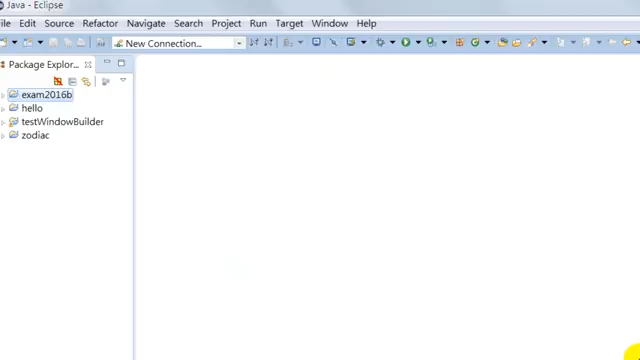 Java - Eclipse
ile Edit Source Refactor Navigate Search Project Run Target Window Help
New Connection...
Package Explor...
exam2016b
hello
testWindowBuilder
zodiac